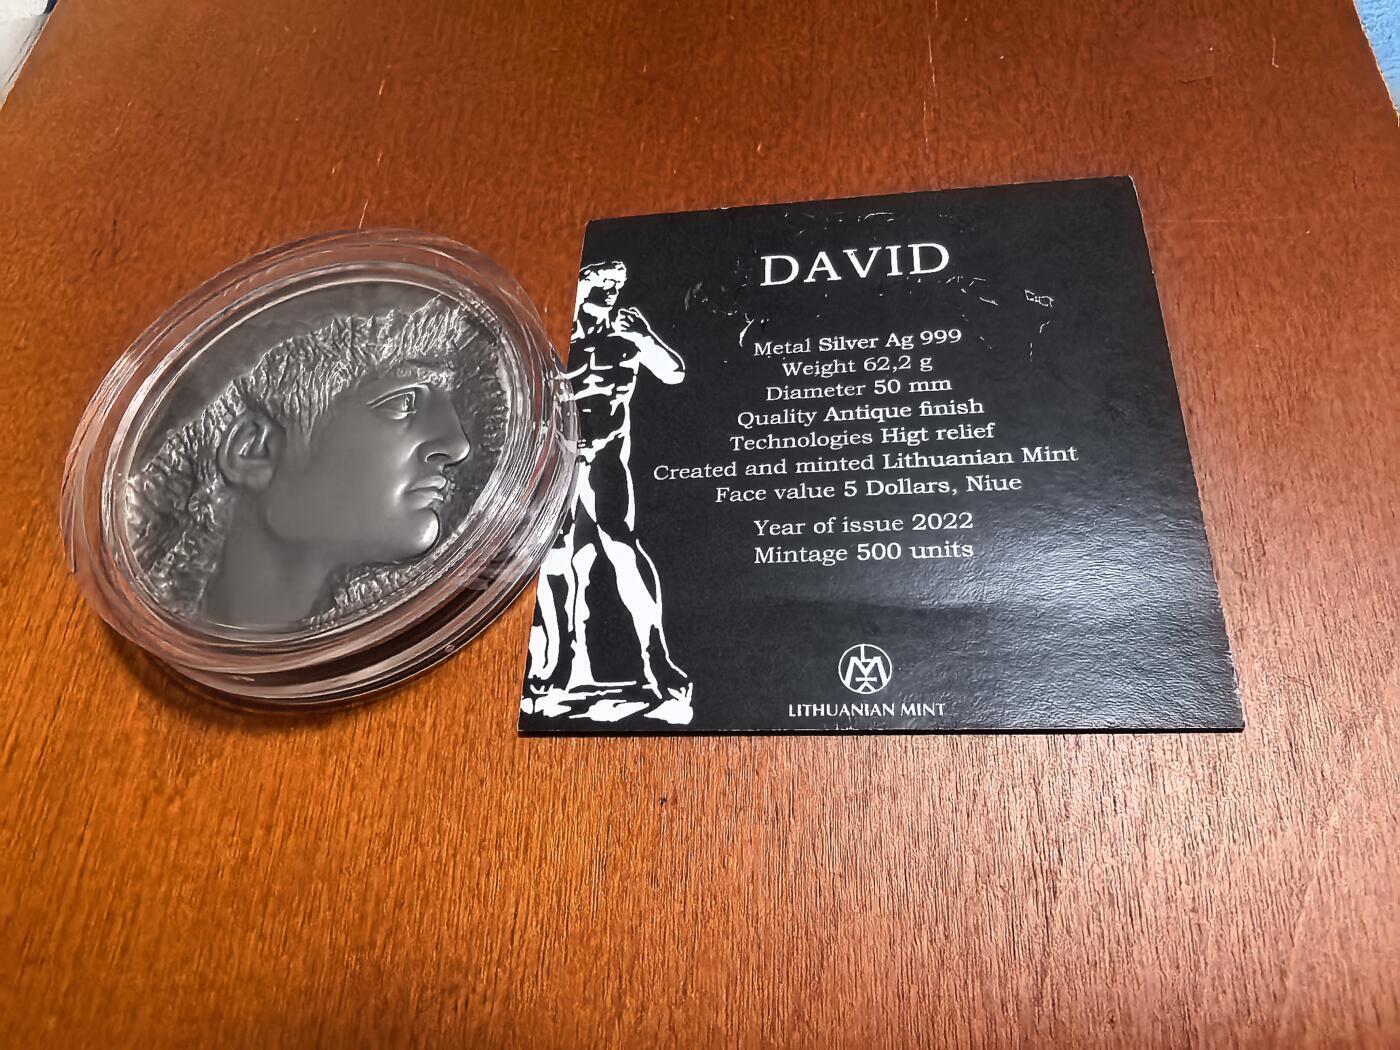 DAVID
Metal Silver Ag 999
Weight 62,2 g
Diameter 50 mm
Quality Antique finish
Technologies Higt relief
Created and minted Lithuanian Mint
Face value 5 Dollars, Niue
Year of issue 2022
Mintage 500 units
LITHUANIAN MINT